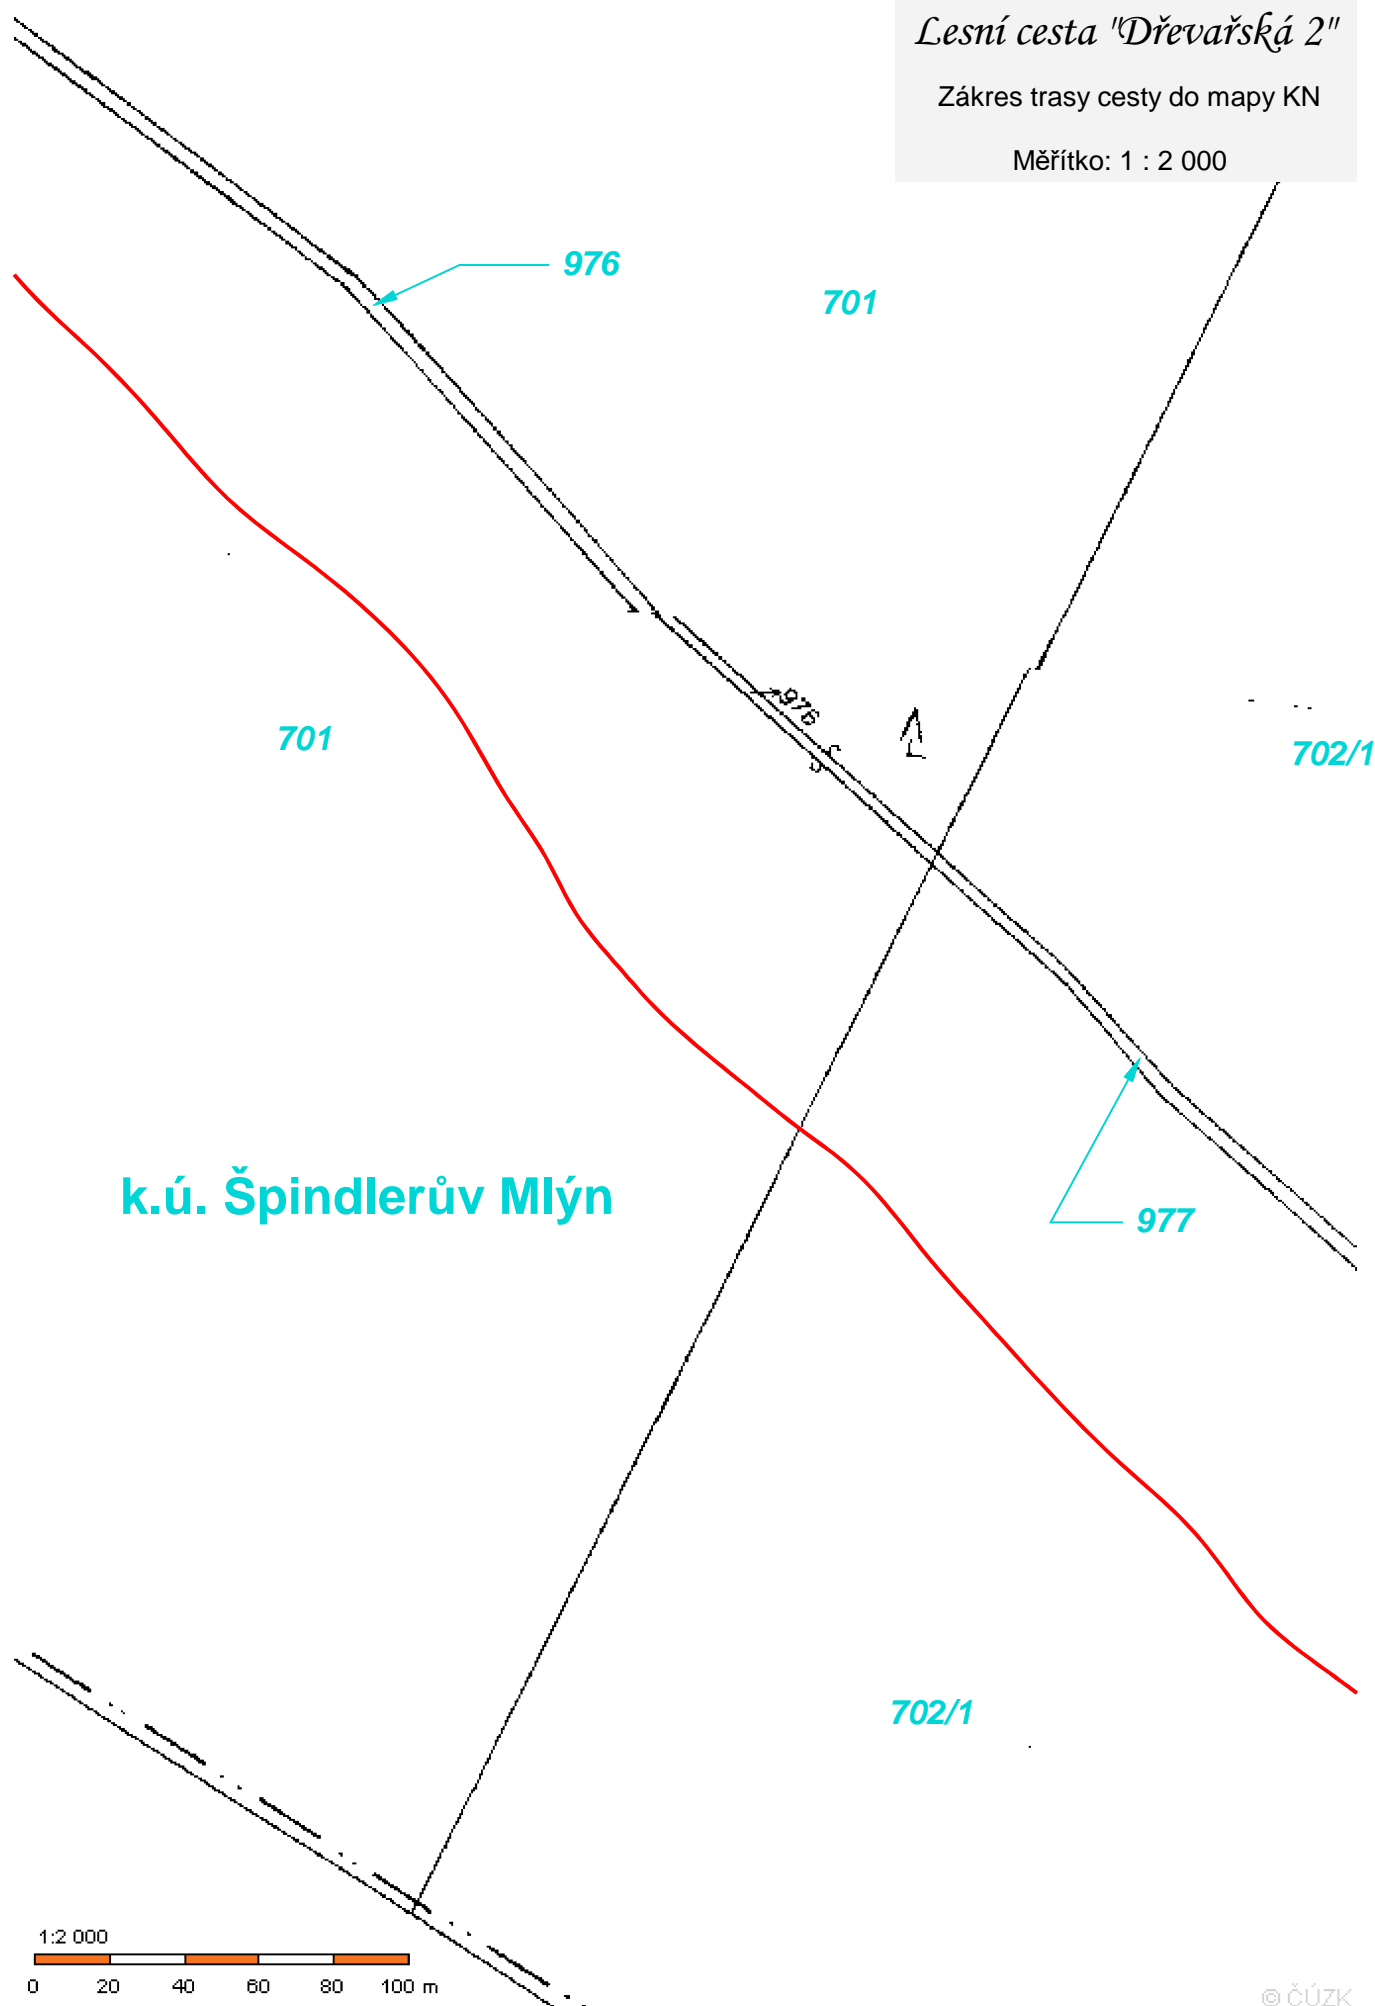 Lesní cesta "Dřevařská 2"
Zákres trasy cesty do mapy KN
Měřítko: 1 : 2 000
976
701
976
701
702/1
k.ú. Špindlerův Mlýn
977
702/1
1:2 000
0 20 40 60 80 100 m
© ČÚZK